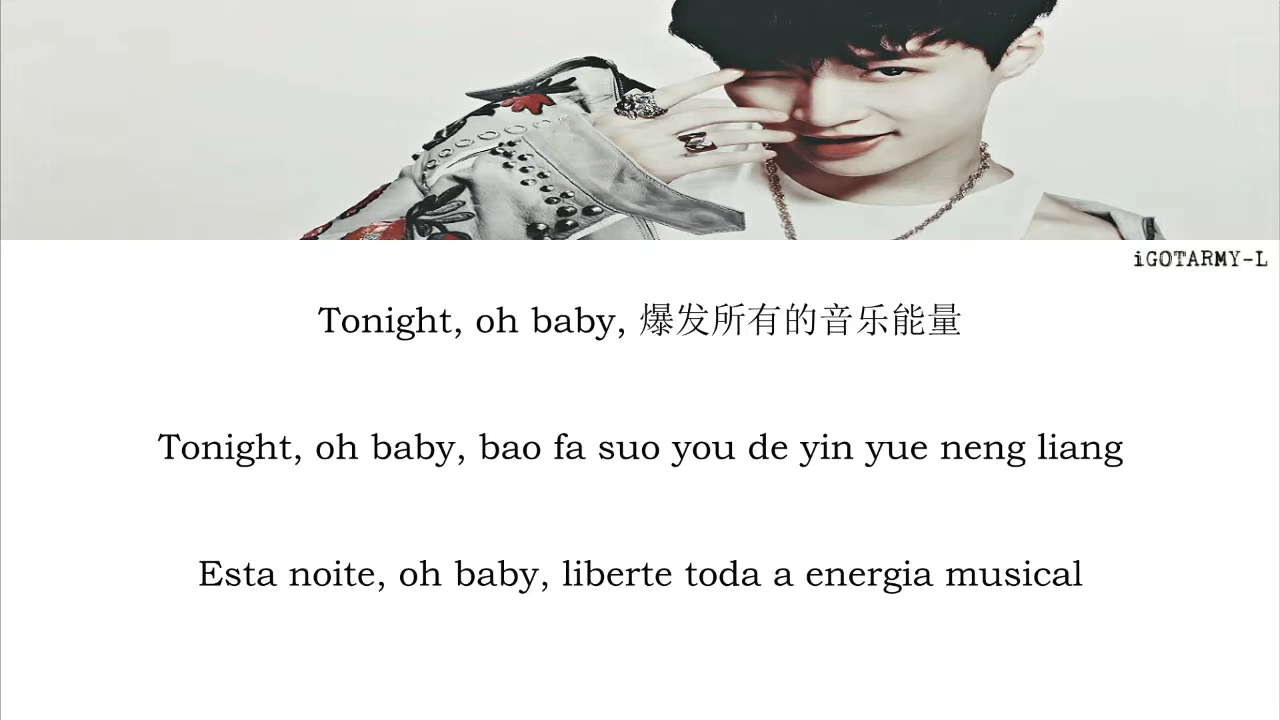 iGOTARMY-L
Tonight, oh baby, 爆发所有的音乐能量
Tonight, oh baby, bao fa suo you de yin yue neng liang
Esta noite, oh baby, liberte toda a energia musical